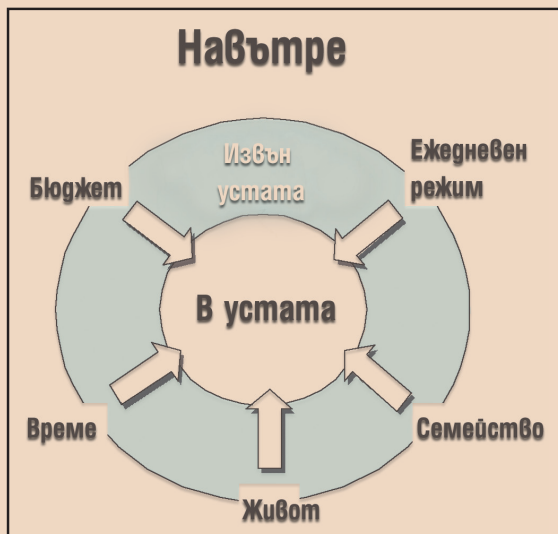 Навътре
Извън
устата
Ежедневен
режим
Бюджет
В устата
Време
Семейство
Живот